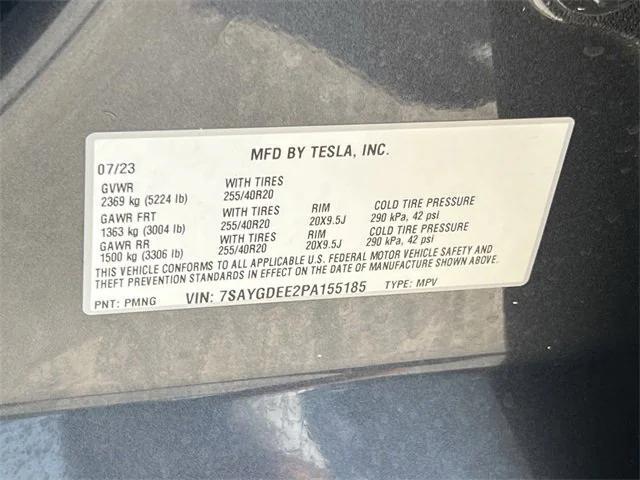 MFD BY TESLA, INC.
07/23
GVWR WITH TIRES
2369 kg (5224 lb) 255/40R20
GAWR FRT WITH TIRES RIM COLD TIRE PRESSURE
1363 kg (3004 lb) 255/40R20 20X9.5J 290 kPa, 42 psi
GAWR RR WITH TIRES RIM COLD TIRE PRESSURE
1500 kg (3306 lb) 255/40R20 20X9.5J 290 kPa, 42 psi
THIS VEHICLE CONFORMS TO ALL APPLICABLE U.S. FEDERAL MOTOR VEHICLE SAFETY AND
THEFT PREVENTION STANDARDS IN EFFECT ON THE DATE OF MANUFACTURE SHOWN ABOVE.
PNT: PMNG VIN: 7SAYGDEE2PA155185 TYPE: MPV